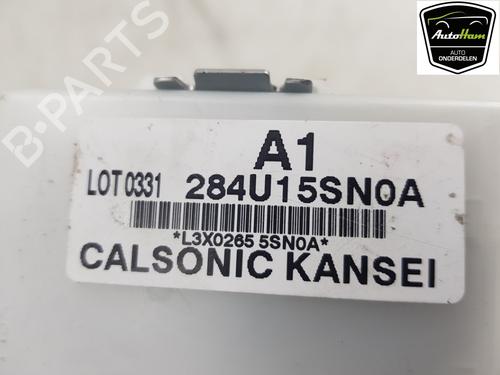 AutoHam
AUTO
ONDERDELEN
B-PARTS
A1
LOT 0331 284U15SN0A
*L3X0265 5SN0A*
CALSONIC KANSEI